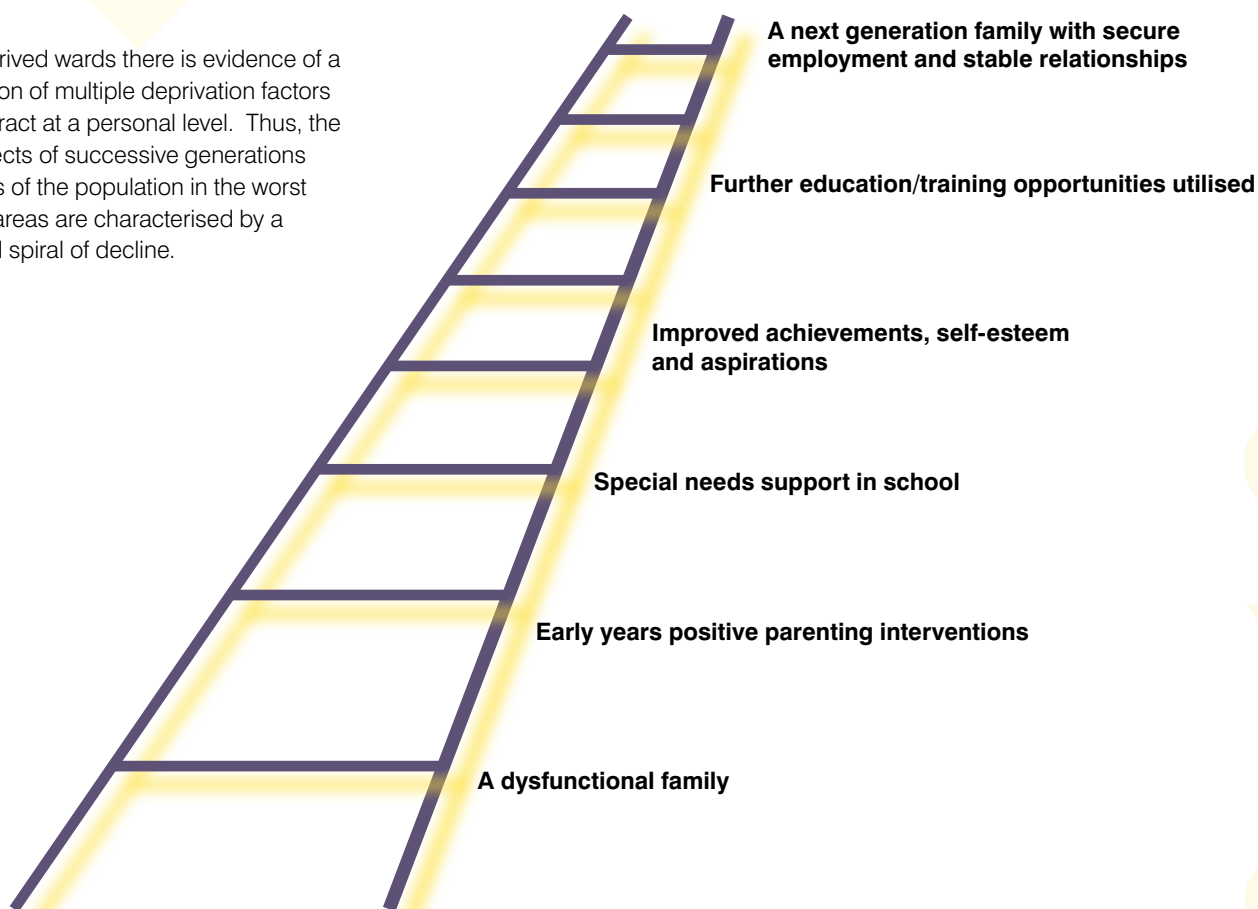 rived wards there is evidence of a
on of multiple deprivation factors
ract at a personal level. Thus, the
ects of successive generations
s of the population in the worst
areas are characterised by a
d spiral of decline.
A next generation family with secure
employment and stable relationships
Further education/training opportunities utilised
Improved achievements, self-esteem
and aspirations
Special needs support in school
Early years positive parenting interventions
A dysfunctional family